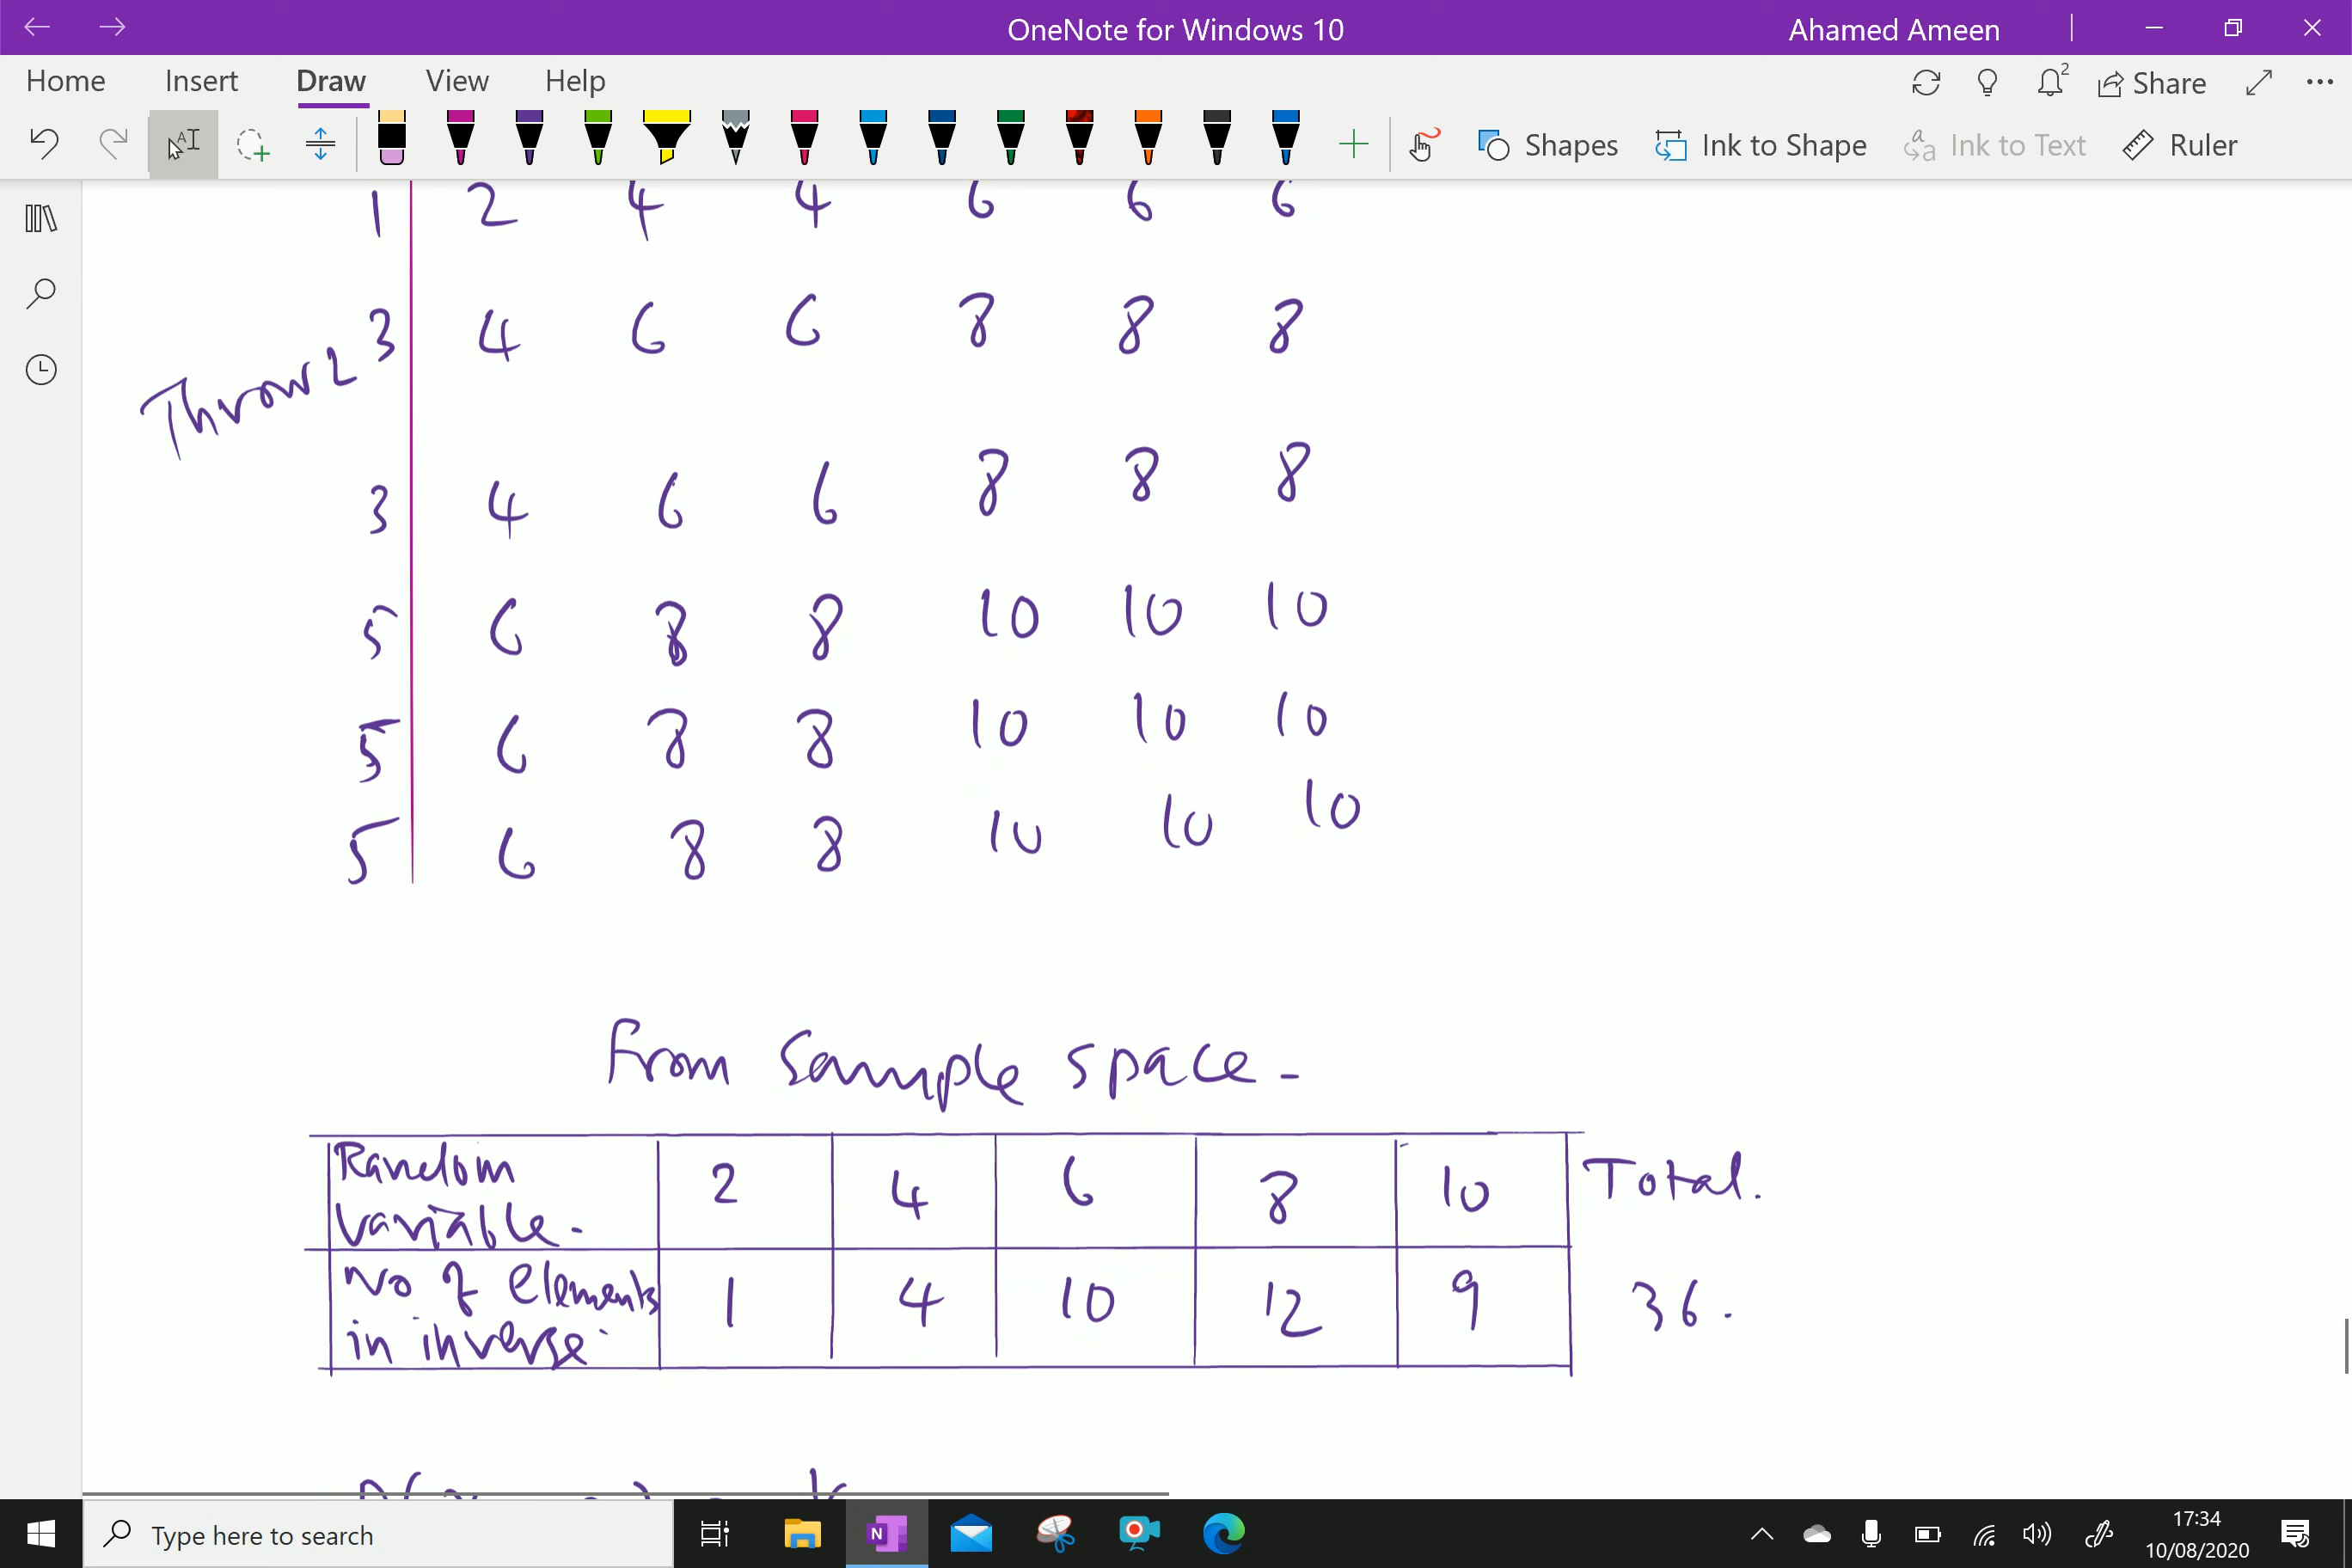 OneNote for Windows 10
Ahamed Ameen
Home Insert Draw View Help
2 Share
Shapes Ink to Shape Ink to Text Ruler
1 2 4 4 6 6 6
3 4 6 6 8 8 8
Throw 2
3 4 6 6 8 8 8
5 6 8 8 10 10 10
5 6 8 8 10 10 10
5 6 8 8 10 10 10
From Sample space -
Random variable. 2 4 6 8 10 Total.
No of elements in inverse. 1 4 10 12 9 36.
Type here to search
17:34
10/08/2020